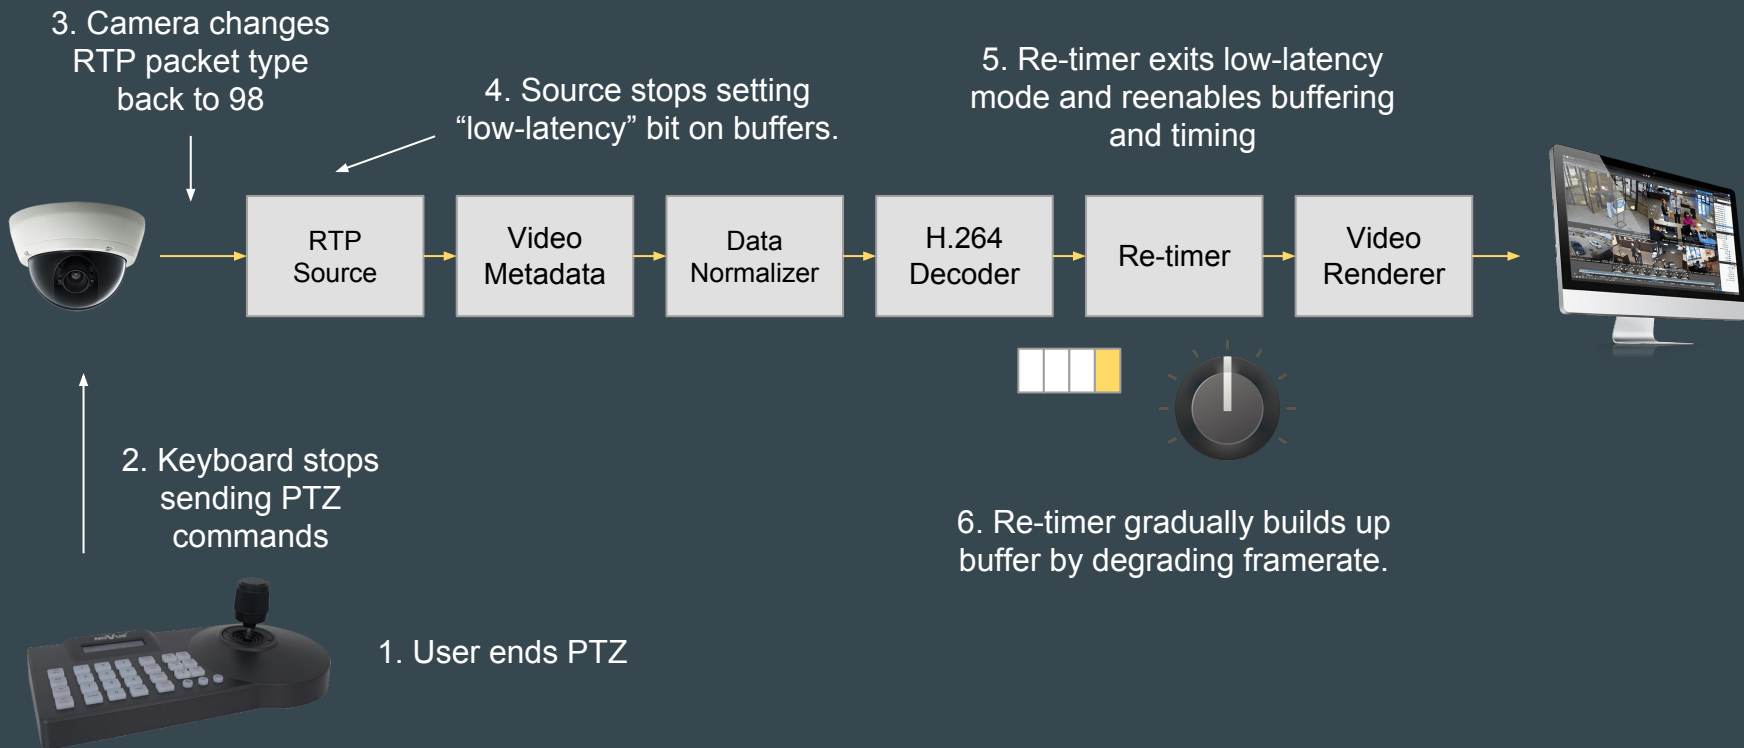 3. Camera changes
RTP packet type
back to 98
4. Source stops setting
“low-latency” bit on buffers.
5. Re-timer exits low-latency
mode and reenables buffering
and timing
RTP
Source
Video
Metadata
Data
Normalizer
H.264
Decoder
Re-timer
Video
Renderer
2. Keyboard stops
sending PTZ
commands
6. Re-timer gradually builds up
buffer by degrading framerate.
NOVUS
1. User ends PTZ